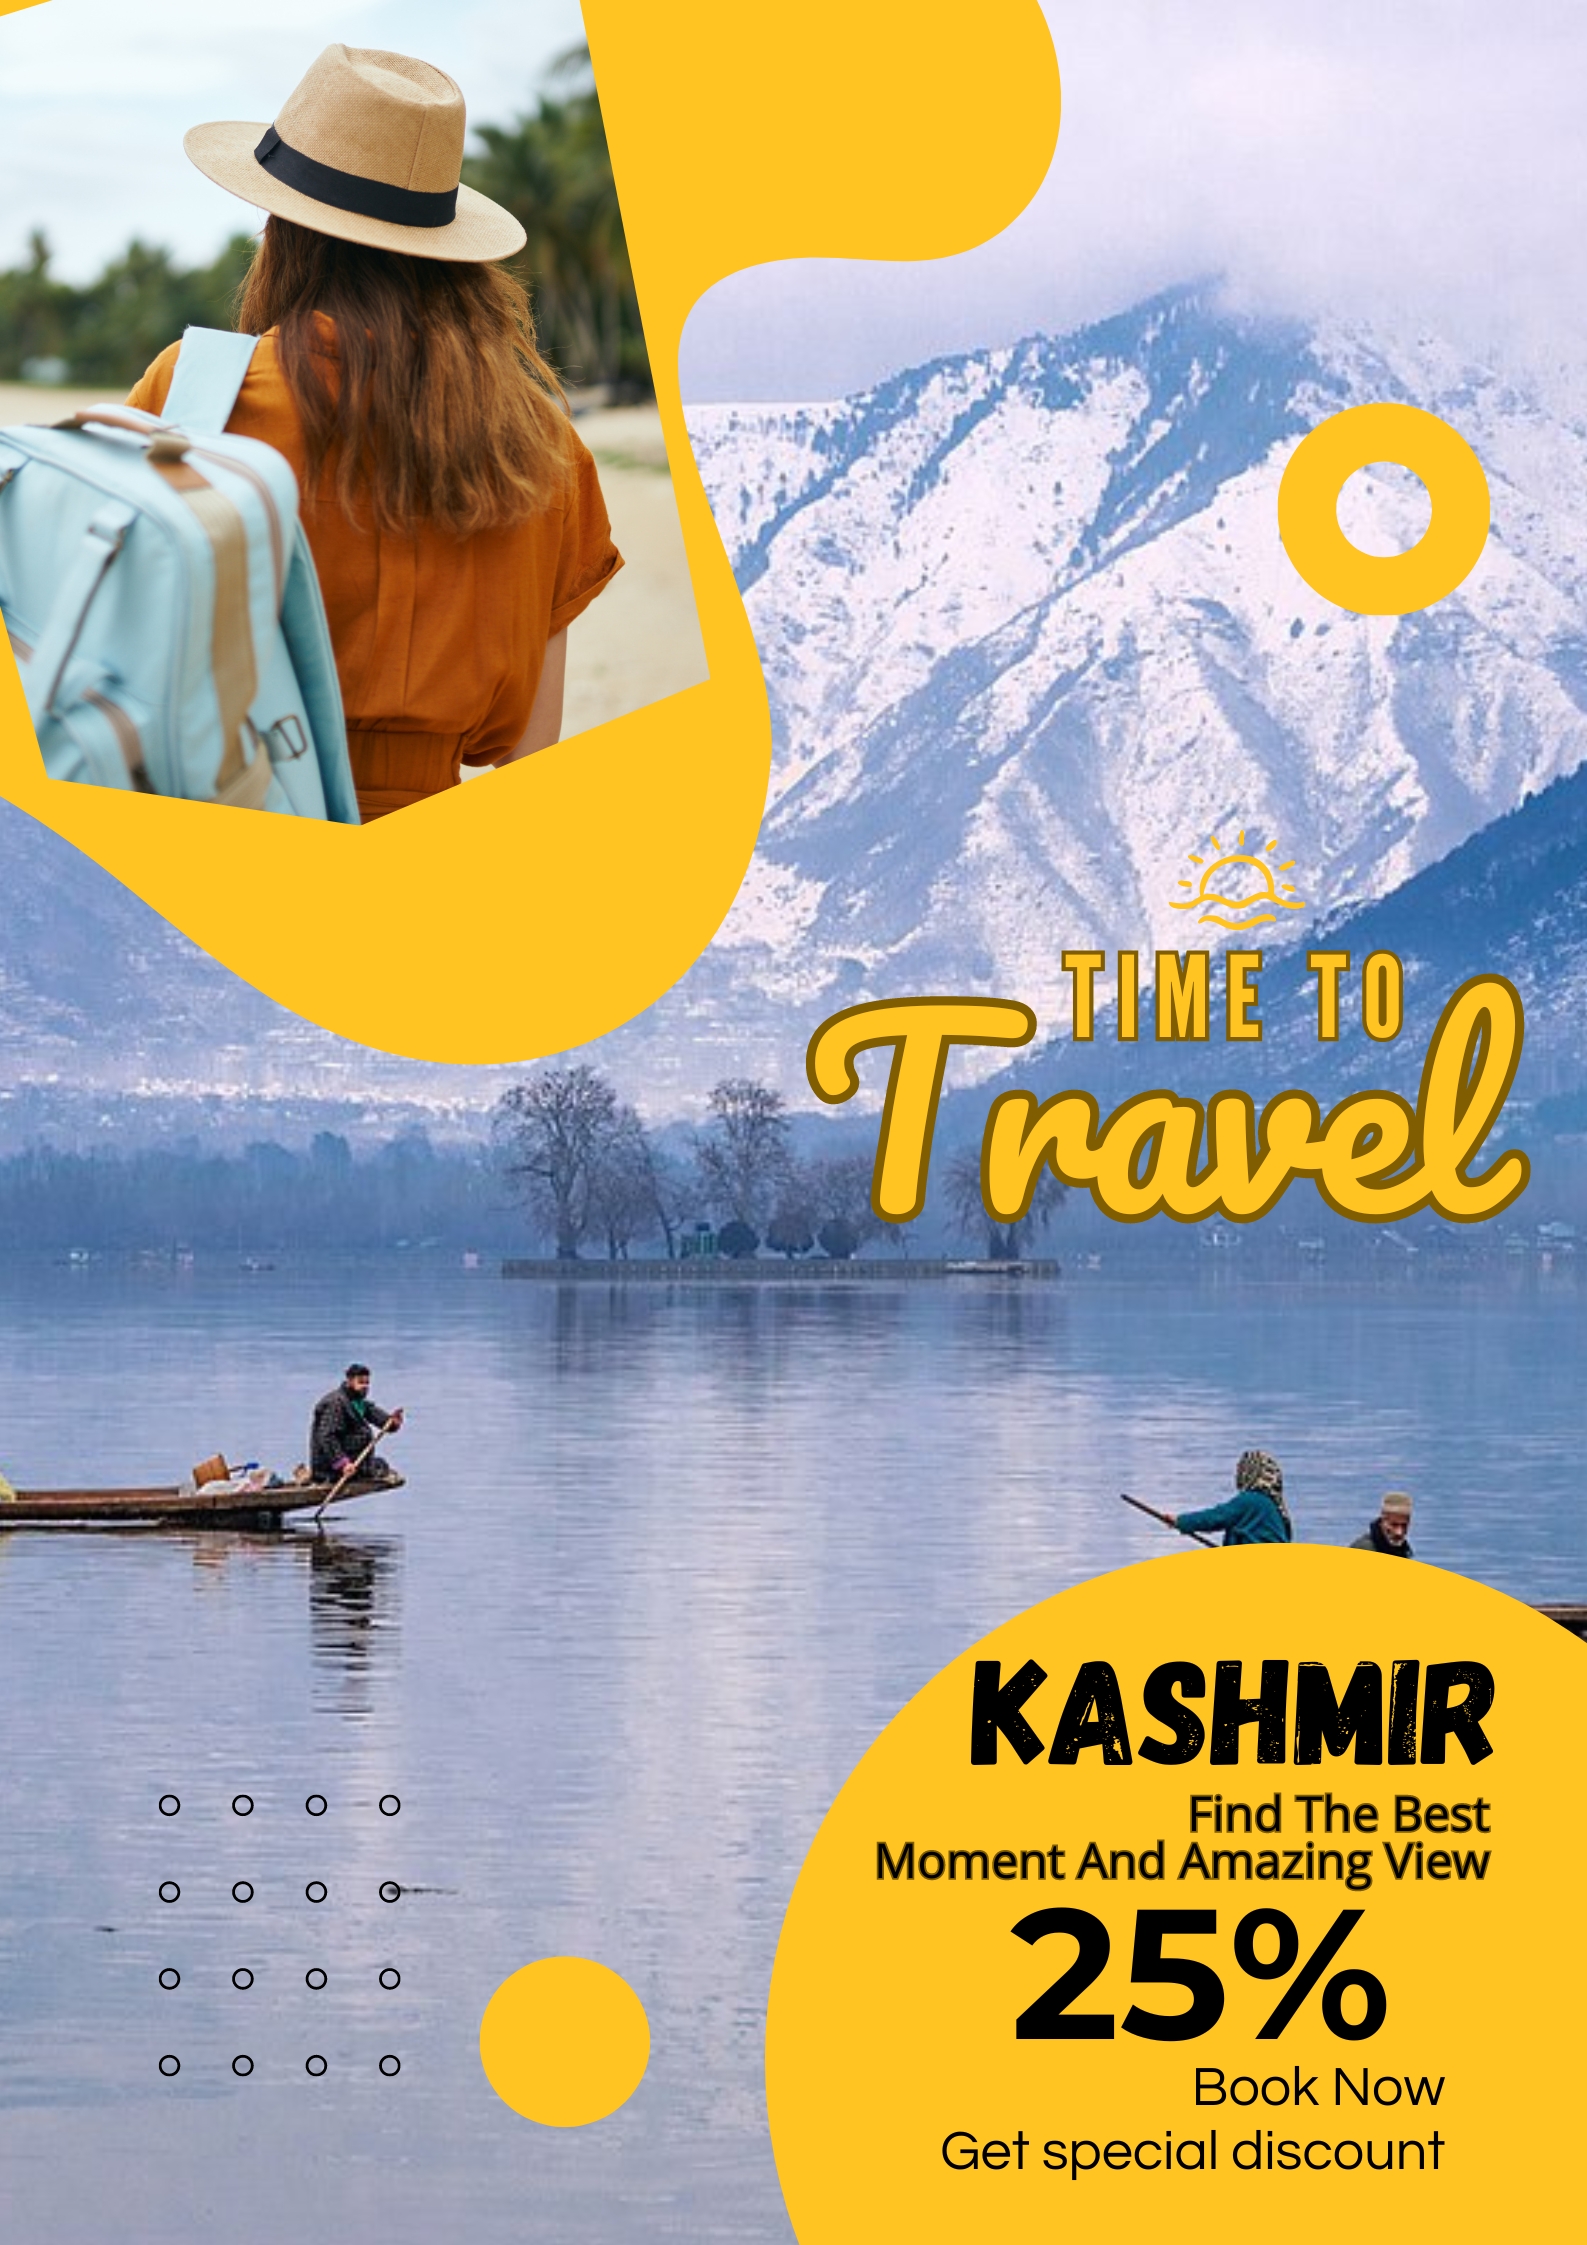 TIME TO
Travel
KASHMIR
Find The Best
Moment And Amazing View
25%
Book Now
Get special discount